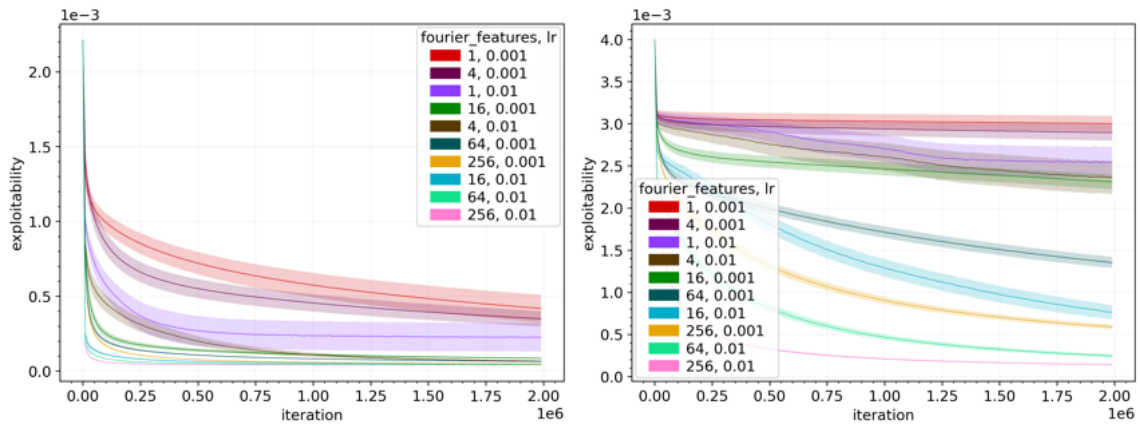 1e−3
2.0
1.5
1.0
0.5
0.0
exploitability
fourier_features, lr
1, 0.001
4, 0.001
1, 0.01
16, 0.001
4, 0.01
64, 0.001
256, 0.001
16, 0.01
64, 0.01
256, 0.01
0.00 0.25 0.50 0.75 1.00 1.25 1.50 1.75 2.00
iteration
1e6
1e−3
4.0
3.5
3.0
2.5
2.0
1.5
1.0
0.5
0.0
exploitability
fourier_features, lr
1, 0.001
4, 0.001
1, 0.01
4, 0.01
16, 0.001
64, 0.001
16, 0.01
256, 0.001
64, 0.01
256, 0.01
0.00 0.25 0.50 0.75 1.00 1.25 1.50 1.75 2.00
iteration
1e6